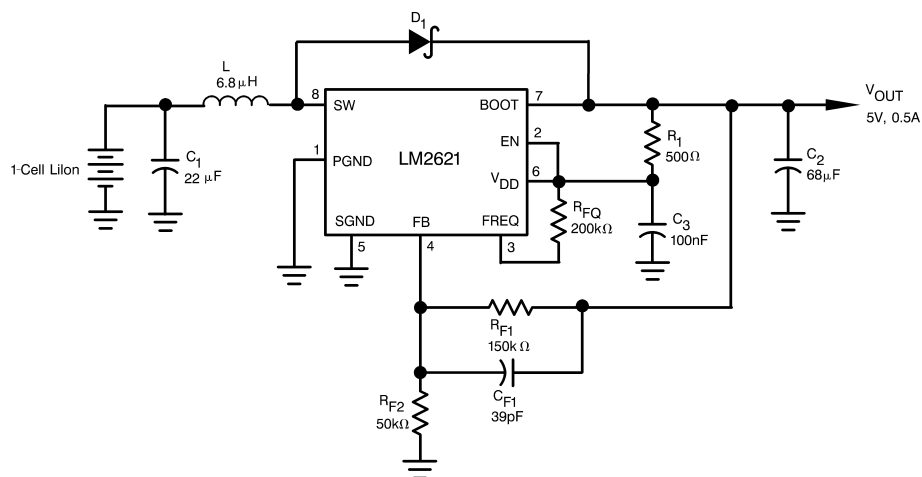 D1
L
6.8μH
8
SW
BOOT
7
VOUT
5V, 0.5A
EN
2
R1
500Ω
1-Cell LiIon
C1
22 μF
1
PGND
LM2621
VDD
6
C2
68μF
RFQ
200kΩ
C3
100nF
SGND
FB
FREQ
5
4
3
RF1
150kΩ
CF1
39pF
RF2
50kΩ